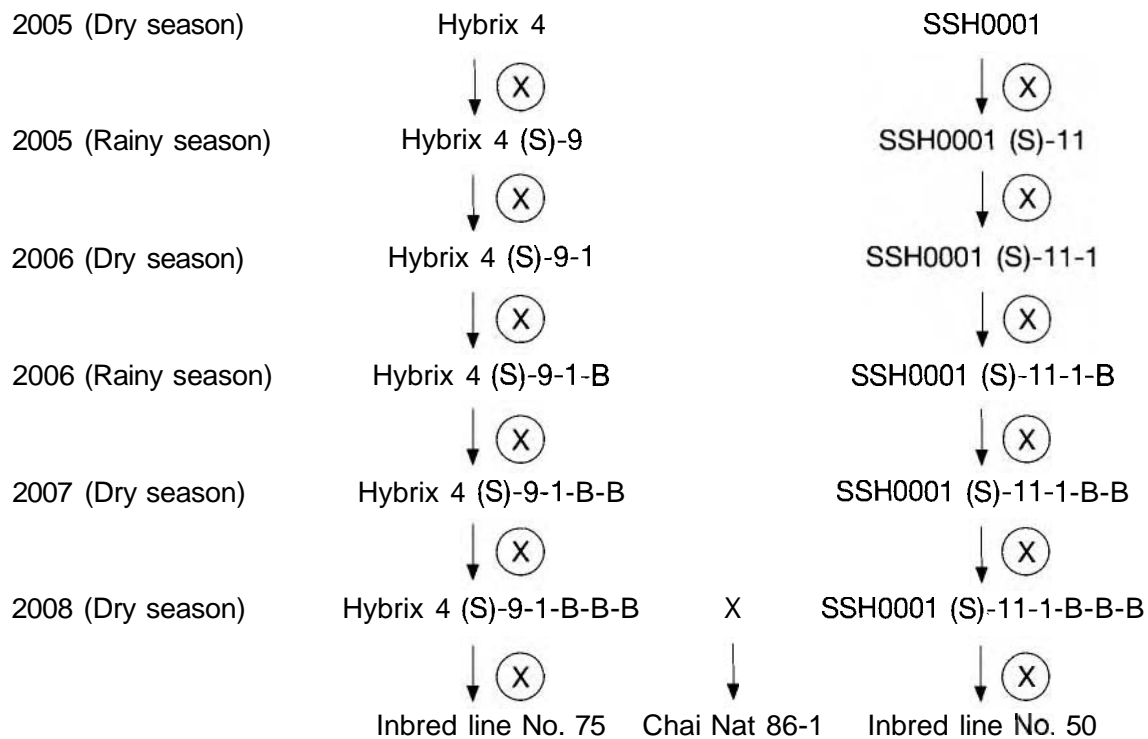 2005 (Dry season) Hybrix 4 SSH0001
X X
2005 (Rainy season) Hybrix 4 (S)-9 SSH0001 (S)-11
X X
2006 (Dry season) Hybrix 4 (S)-9-1 SSH0001 (S)-11-1
X X
2006 (Rainy season) Hybrix 4 (S)-9-1-B SSH0001 (S)-11-1-B
X X
2007 (Dry season) Hybrix 4 (S)-9-1-B-B SSH0001 (S)-11-1-B-B
X X
2008 (Dry season) Hybrix 4 (S)-9-1-B-B-B X SSH0001 (S)-11-1-B-B-B
X X
Inbred line No. 75 Chai Nat 86-1 Inbred line No. 50